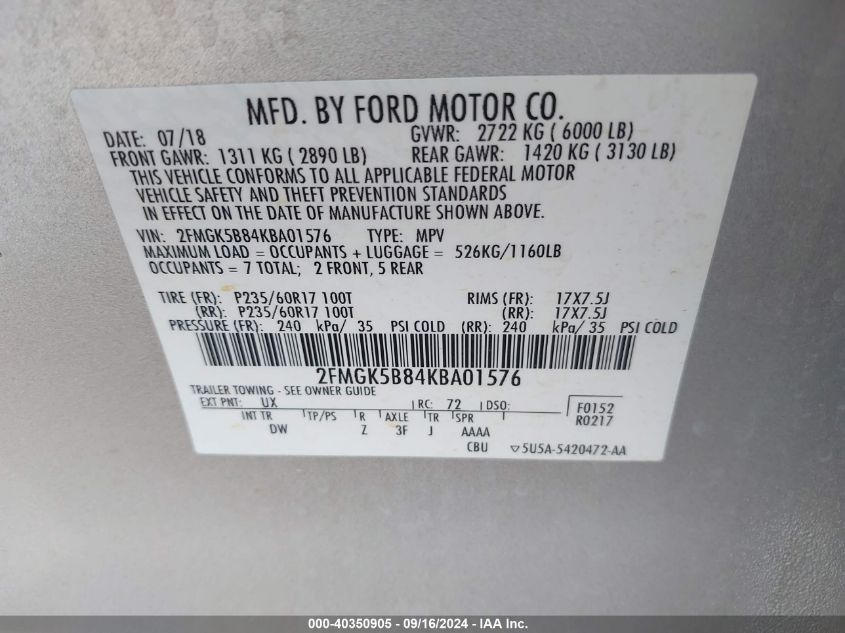 MFD. BY FORD MOTOR CO.
DATE: 07/18 GVWR: 2722 KG ( 6000 LB)
FRONT GAWR: 1311 KG ( 2890 LB) REAR GAWR: 1420 KG ( 3130 LB)
THIS VEHICLE CONFORMS TO ALL APPLICABLE FEDERAL MOTOR
VEHICLE SAFETY AND THEFT PREVENTION STANDARDS
IN EFFECT ON THE DATE OF MANUFACTURE SHOWN ABOVE.
VIN: 2FMGK5B84KBA01576 TYPE: MPV
MAXIMUM LOAD = OCCUPANTS + LUGGAGE = 526KG/1160LB
OCCUPANTS = 7 TOTAL; 2 FRONT, 5 REAR
TIRE (FR): P235/60R17 100T RIMS (FR): 17X7.5J
(RR): P235/60R17 100T (RR): 17X7.5J
PRESSURE (FR): 240 kPa/ 35 PSI COLD (RR): 240 kPa/ 35 PSI COLD
2FMGK5B84KBA01576
TRAILER TOWING - SEE OWNER GUIDE
EXT PNT: UX RC: 72 DSO: F0152
INT TR TP/PS R AXLE TR SPR R0217
DW Z 3F J AAAA
CBU ▽5U5A-5420472-AA
000-40350905 - 09/16/2024 - IAA Inc.